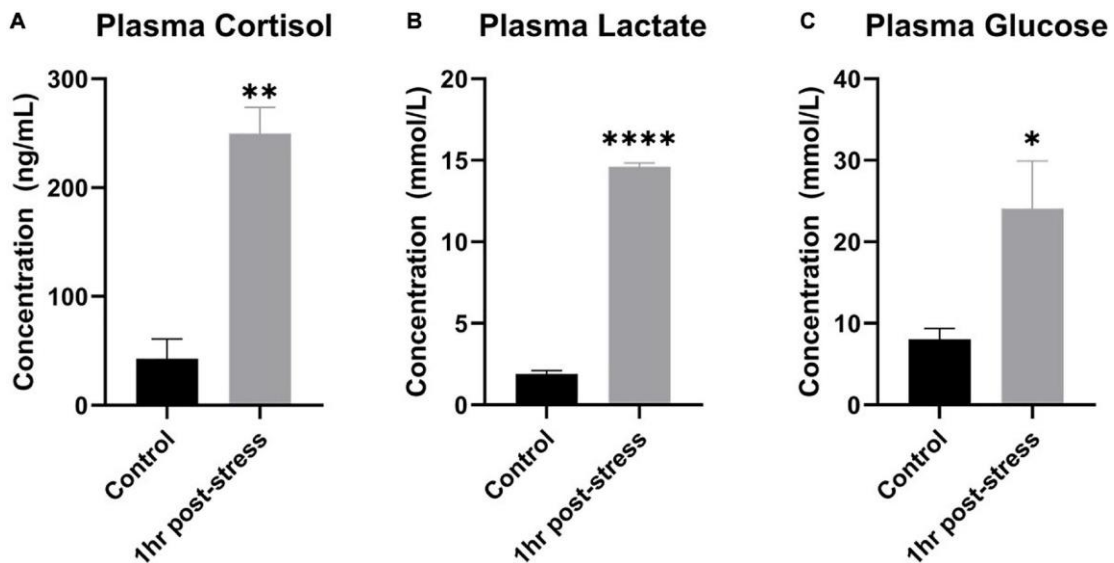 A Plasma Cortisol
Concentration (ng/mL)
300
200
100
0
**
Control
1hr post-stress
B Plasma Lactate
Concentration (mmol/L)
20
15
10
5
0
****
Control
1hr post-stress
C Plasma Glucose
Concentration (mmol/L)
40
30
20
10
0
*
Control
1hr post-stress